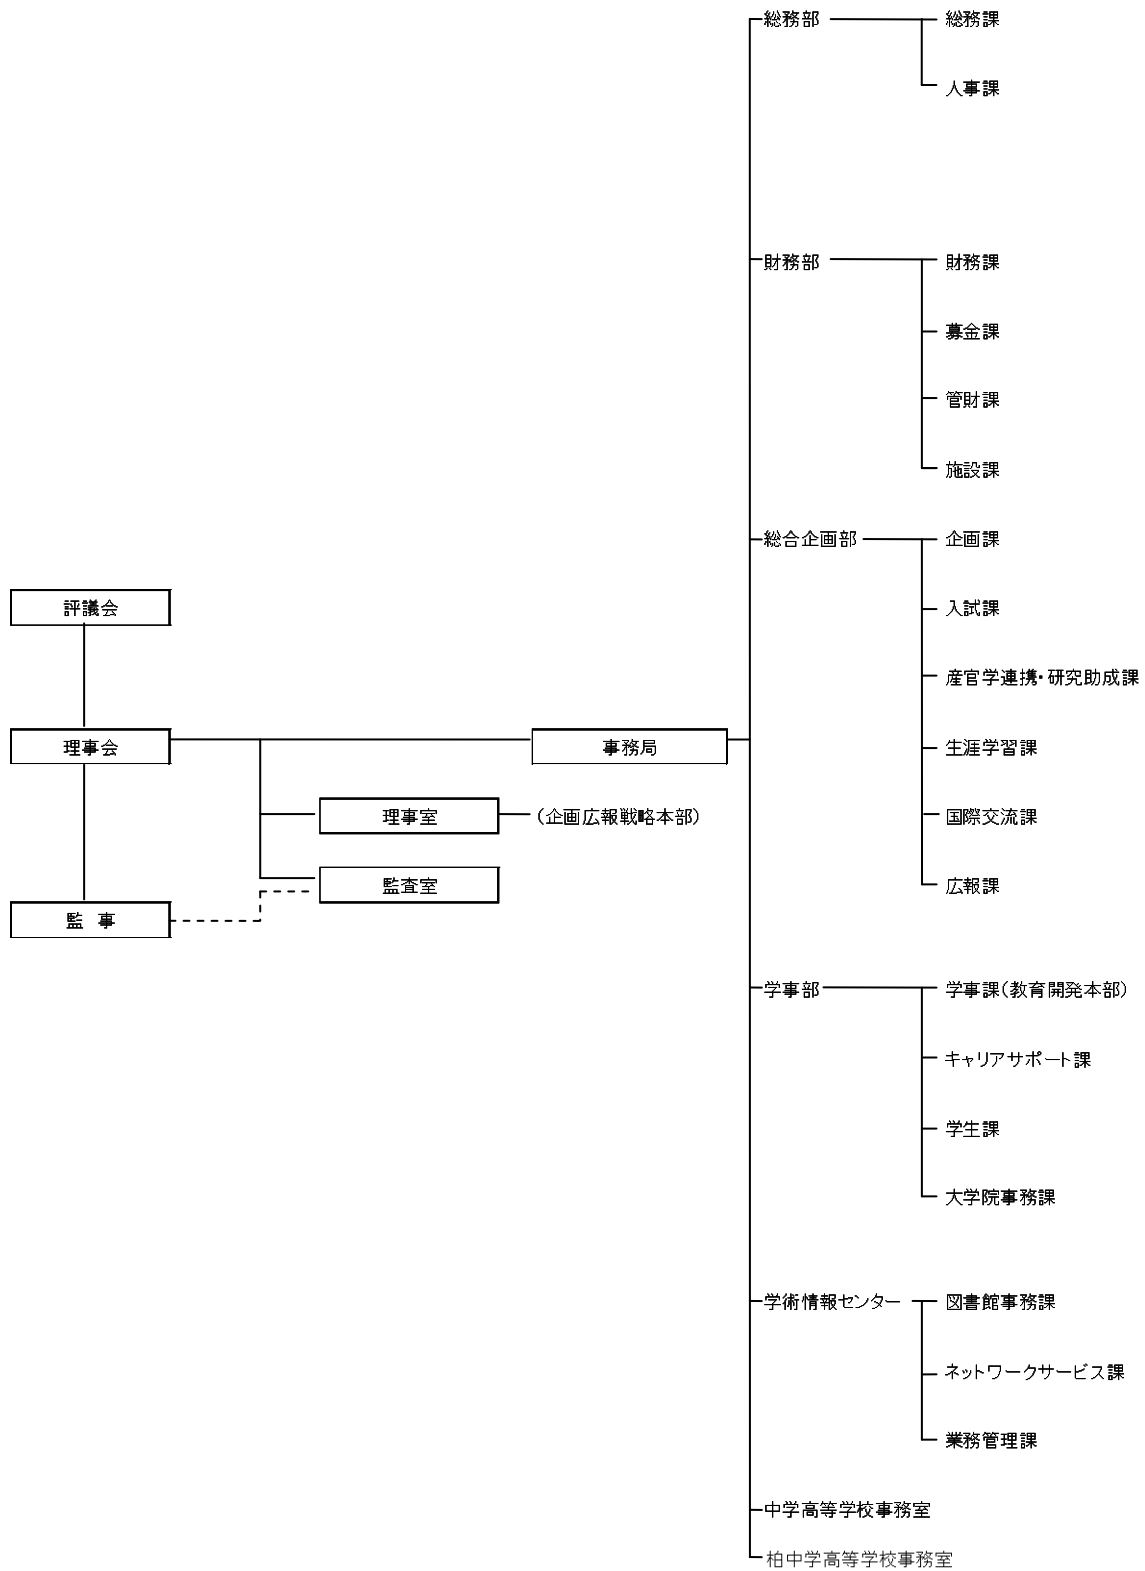 総務部
総務課
人事課
財務部
財務課
募金課
管財課
施設課
総合企画部
企画課
入試課
産官学連携・研究助成課
生涯学習課
国際交流課
広報課
評議会
理事会
事務局
理事室
(企画広報戦略本部)
監査室
監 事
学事部
学事課(教育開発本部)
キャリアサポート課
学生課
大学院事務課
学術情報センター
図書館事務課
ネットワークサービス課
業務管理課
中学高等学校事務室
柏中学高等学校事務室